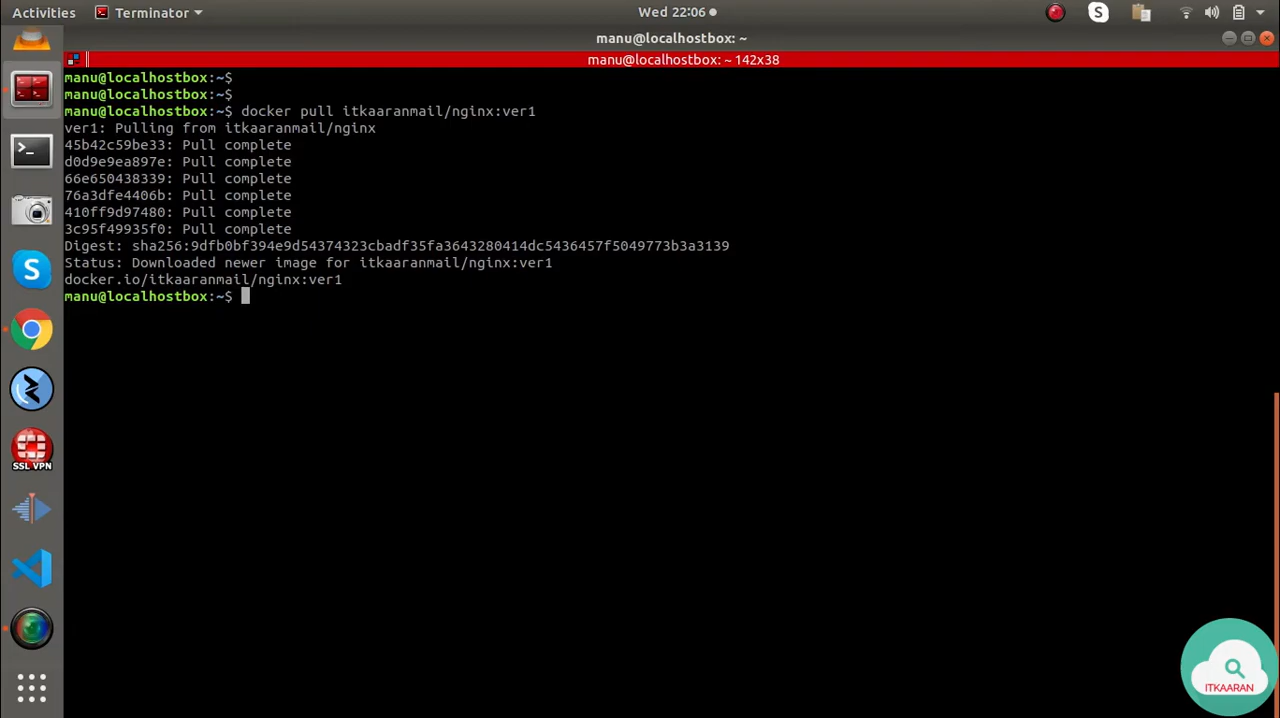 Activities
Terminator
Wed 22:06
manu@localhostbox: ~
manu@localhostbox: ~ 142x38
manu@localhostbox:~$
manu@localhostbox:~$
manu@localhostbox:~$ docker pull itkaaranmail/nginx:ver1
ver1: Pulling from itkaaranmail/nginx
45b42c59be33: Pull complete
d0d9e9ea897e: Pull complete
66e650438339: Pull complete
76a3dfe4406b: Pull complete
410ff9d97480: Pull complete
3c95f49935f0: Pull complete
Digest: sha256:9dfb0bf394e9d54374323cbadf35fa3643280414dc5436457f5049773b3a3139
Status: Downloaded newer image for itkaaranmail/nginx:ver1
docker.io/itkaaranmail/nginx:ver1
manu@localhostbox:~$
SSL VPN
ITKAARAN